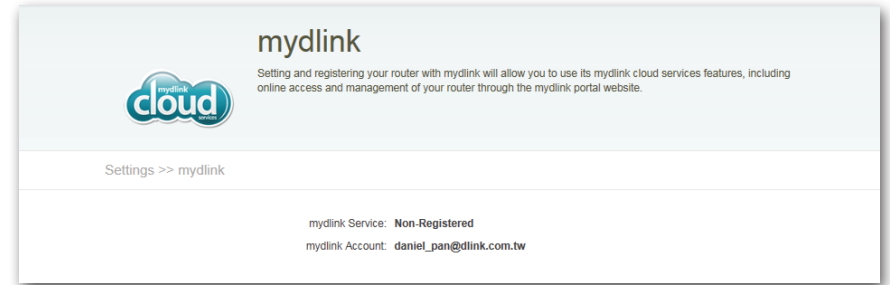 mydlink
Setting and registering your router with mydlink will allow you to use its mydlink cloud services features, including
online access and management of your router through the mydlink portal website.
mydlink
cloud
services
Settings >> mydlink
mydlink Service: Non-Registered
mydlink Account: daniel_pan@dlink.com.tw